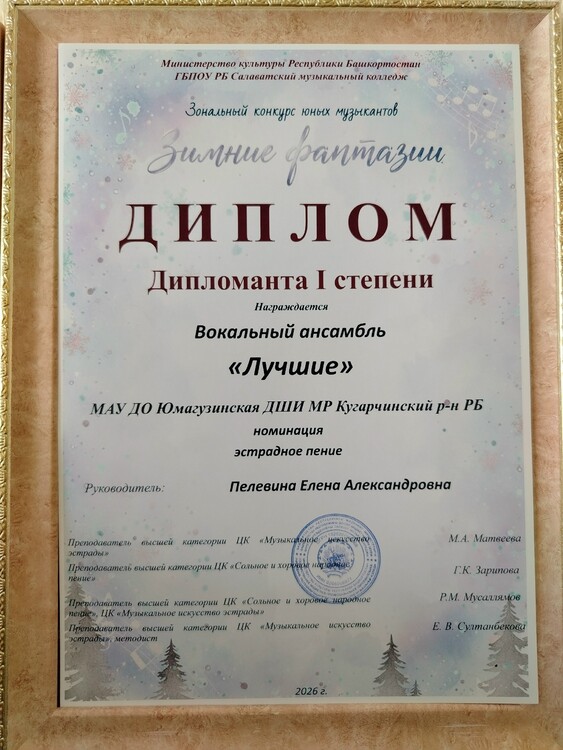 Министерство культуры Республики Башкортостан
ГБПОУ РБ Салаватский музыкальный колледж
Зональный конкурс юных музыкантов
Зимние фантазии
ДИПЛОМ
Дипломанта I степени
Награждается
Вокальный ансамбль
«Лучшие»
МАУ ДО Юмагузинская ДШИ МР Кугарчинский р-н РБ
номинация
эстрадное пение
Руководитель: Пелевина Елена Александровна
Преподаватель высшей категории ЦК «Музыкальное искусство
эстрады» М.А. Матвеева
Преподаватель высшей категории ЦК «Сольное и хоровое народное
пение» Г.К. Зарипова
Преподаватель высшей категории ЦК «Сольное и хоровое народное
пение», ЦК «Музыкальное искусство эстрады» Р.М. Мусаллямов
Преподаватель высшей категории ЦК «Музыкальное искусство
эстрады», методист Е. В. Султанбекова
2026 г.